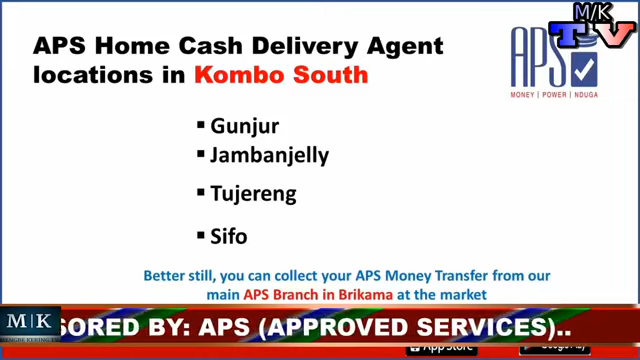 M/K
TV
APS Home Cash Delivery Agent
locations in Kombo South
APS
MONEY | POWER | NDUGA
▪ Gunjur
▪ Jambanjelly
▪ Tujereng
▪ Sifo
Better still, you can collect your APS Money Transfer from our
main APS Branch in Brikama at the market
M|K
SORED BY: APS (APPROVED SERVICES)..
App Store
Google Play